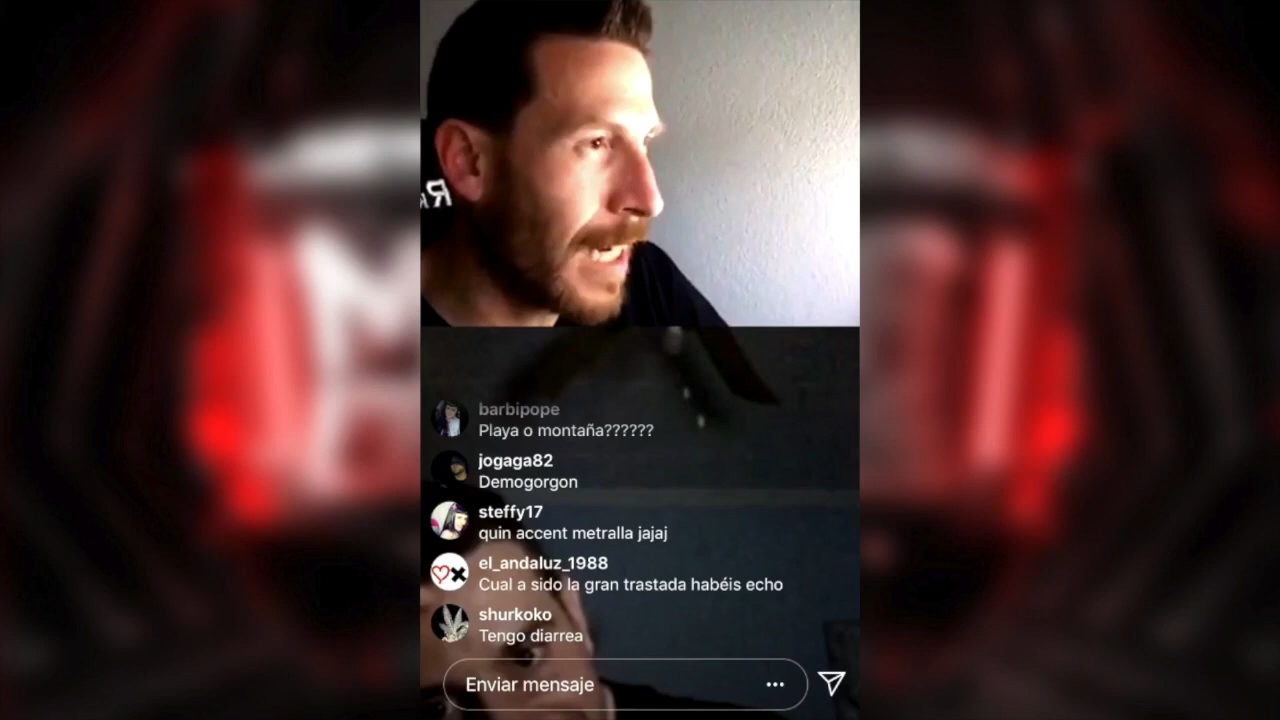 barbipope
Playa o montaña??????
jogaga82
Demogorgon
steffy17
quin accent metralla jajaj
el_andaluz_1988
Cual a sido la gran trastada habéis echo
shurkoko
Tengo diarrea
Enviar mensaje